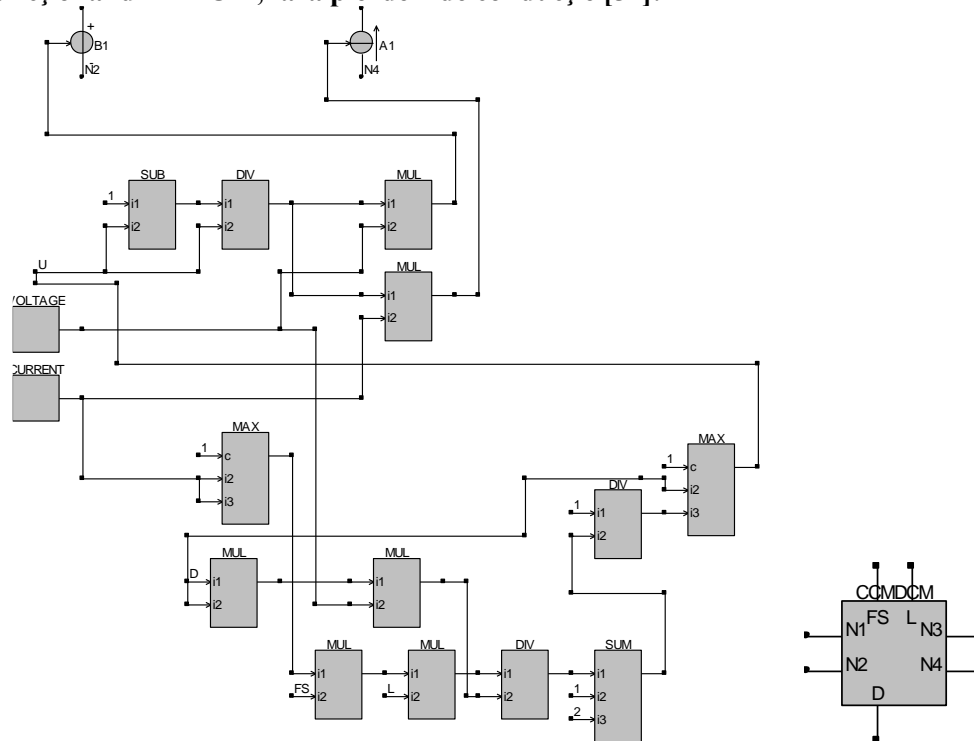 B1
+
-
N2
A1
N4
SUB
DIV
MUL
1
i1
i2
i1
i2
i1
i2
U
MUL
i1
i2
VOLTAGE
CURRENT
MAX
1
c
i2
i3
MAX
1
c
i2
i3
DIV
1
i1
i2
MUL
D
i1
i2
MUL
i1
i2
MUL
i1
FS
i2
MUL
i1
L
i2
DIV
i1
i2
SUM
i1
1
i2
2
i3
CCMDCM
FS L
N1
N3
N2
N4
D